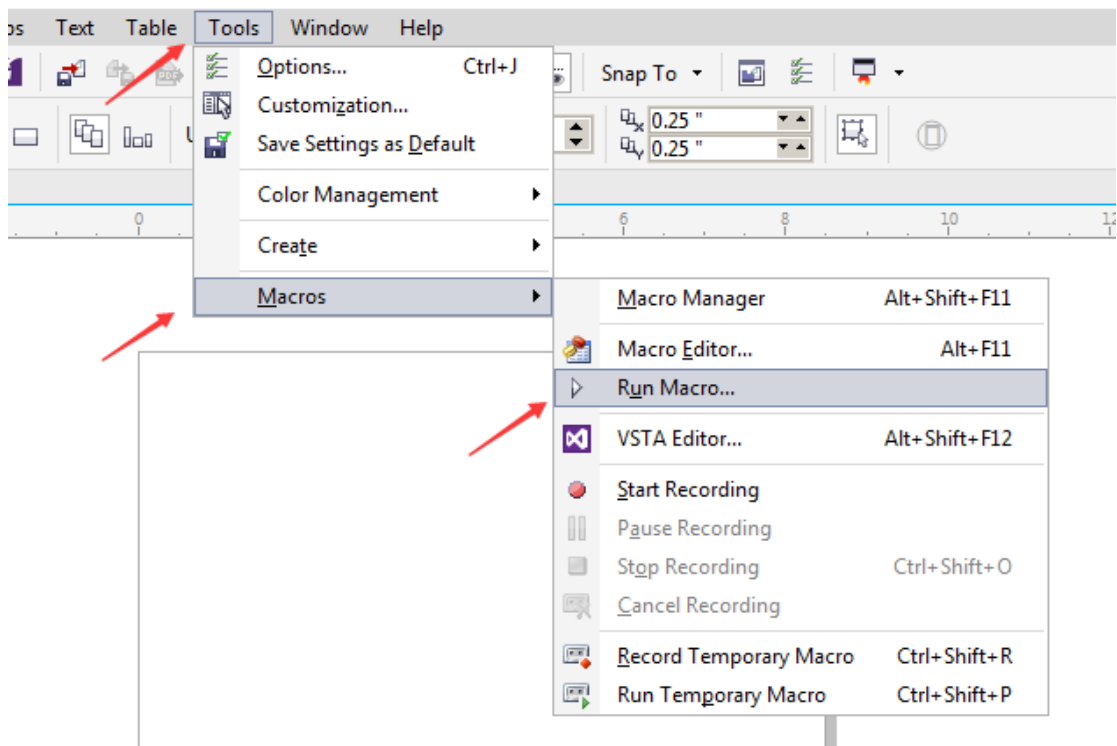 Text Table Tools Window Help
Options... Ctrl+J
Snap To
Customization...
0.25 "
Save Settings as Default
0.25 "
Color Management
0 6 8 10
Create
Macros
Macro Manager Alt+Shift+F11
Macro Editor... Alt+F11
Run Macro...
VSTA Editor... Alt+Shift+F12
Start Recording
Pause Recording
Stop Recording Ctrl+Shift+O
Cancel Recording
Record Temporary Macro Ctrl+Shift+R
Run Temporary Macro Ctrl+Shift+P